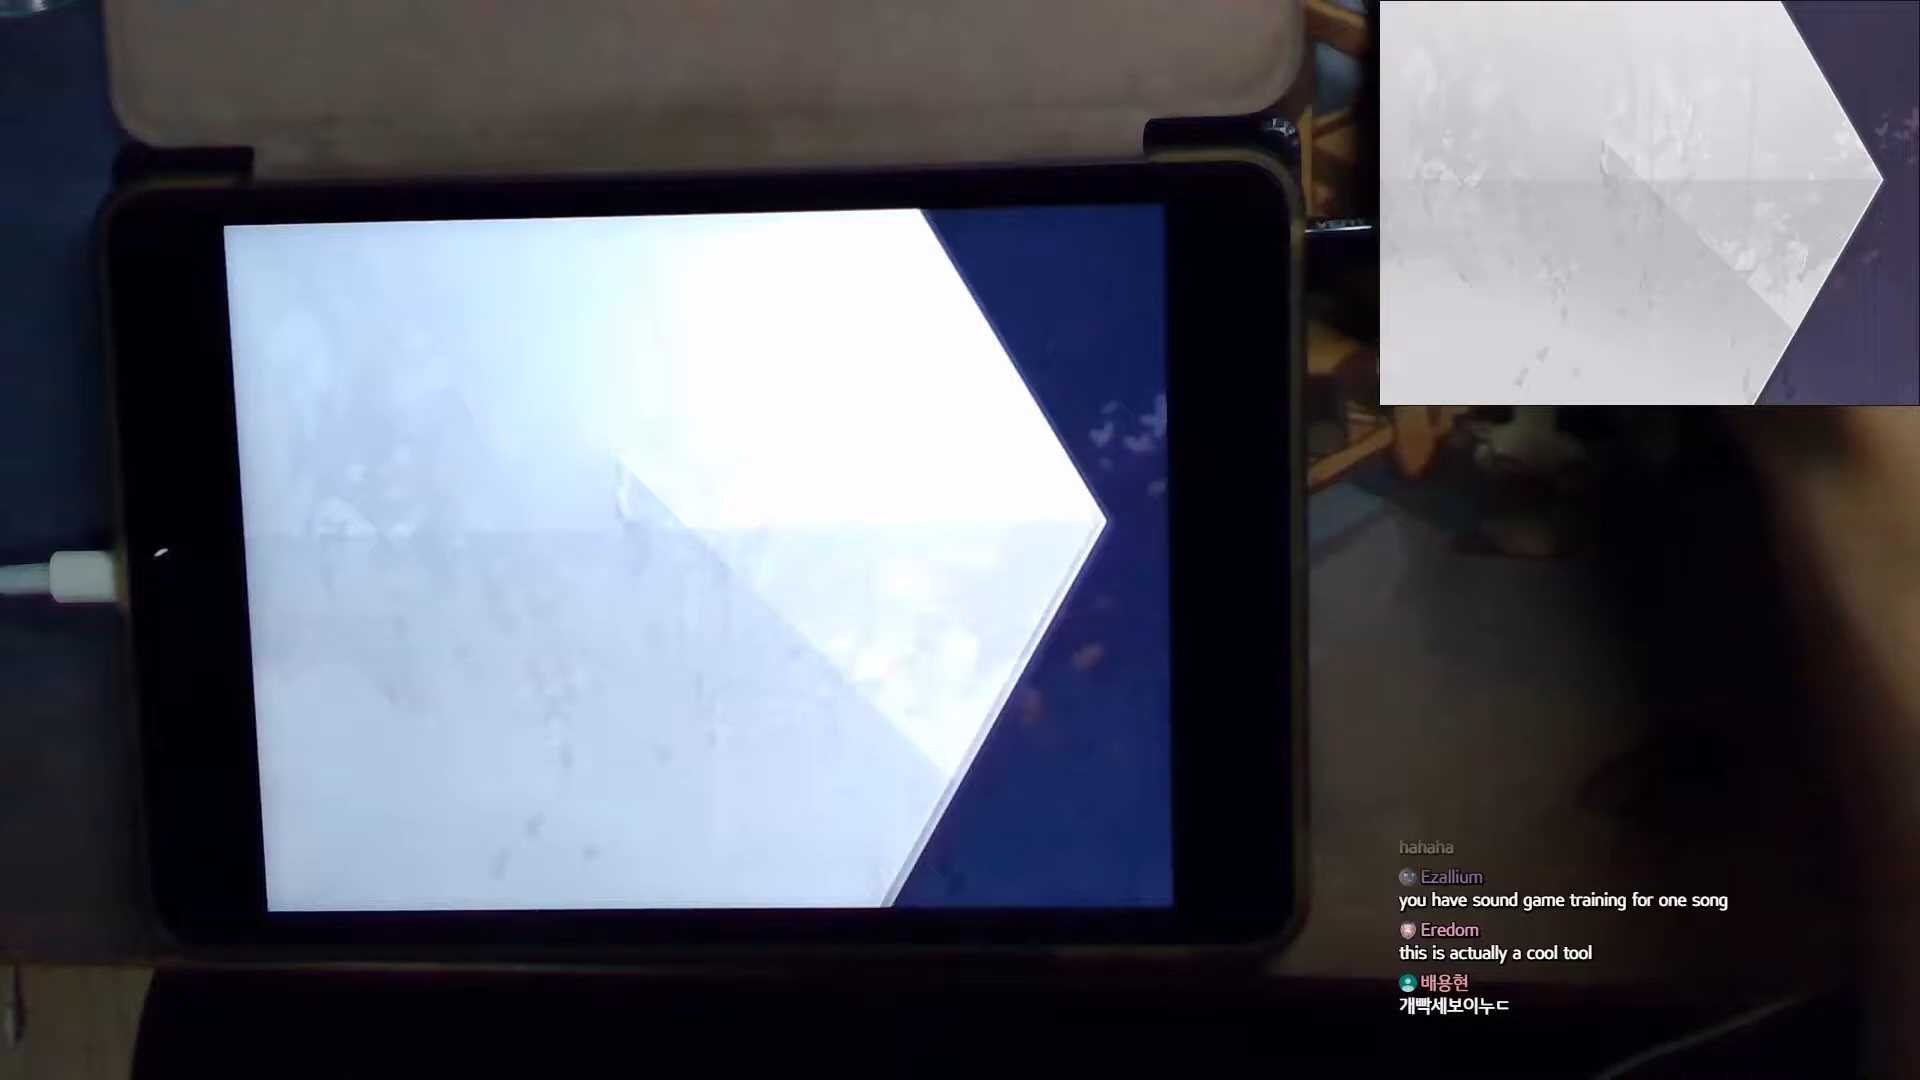 hahaha
Ezallium
you have sound game training for one song
Eredom
this is actually a cool tool
배용현
개빡세보이누ㄷ